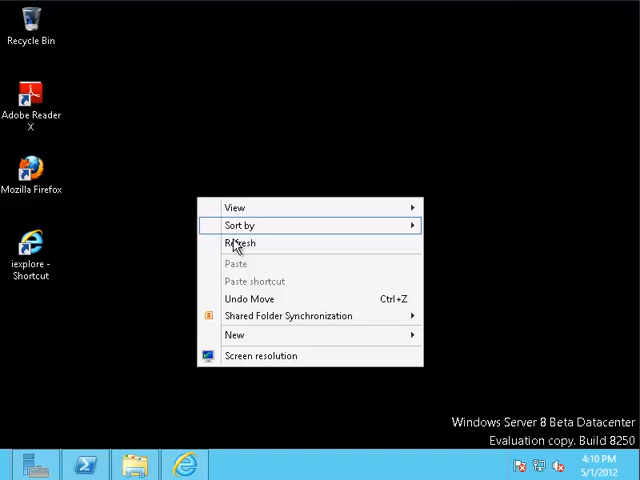 Recycle Bin
Adobe Reader
X
Mozilla Firefox
iexplore -
Shortcut
View
Sort by
Refresh
Paste
Paste shortcut
Undo Move Ctrl+Z
Shared Folder Synchronization
New
Screen resolution
Windows Server 8 Beta Datacenter
Evaluation copy. Build 8250
4:10 PM
5/1/2012